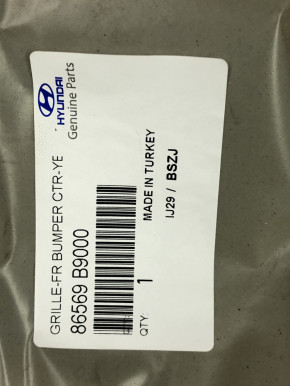 HYUNDAI
Genuine Parts
GRILLE-FR BUMPER CTR-YE
86569 B9000
MADE IN TURKEY
IJ29 / BSZJ
QTY: 1